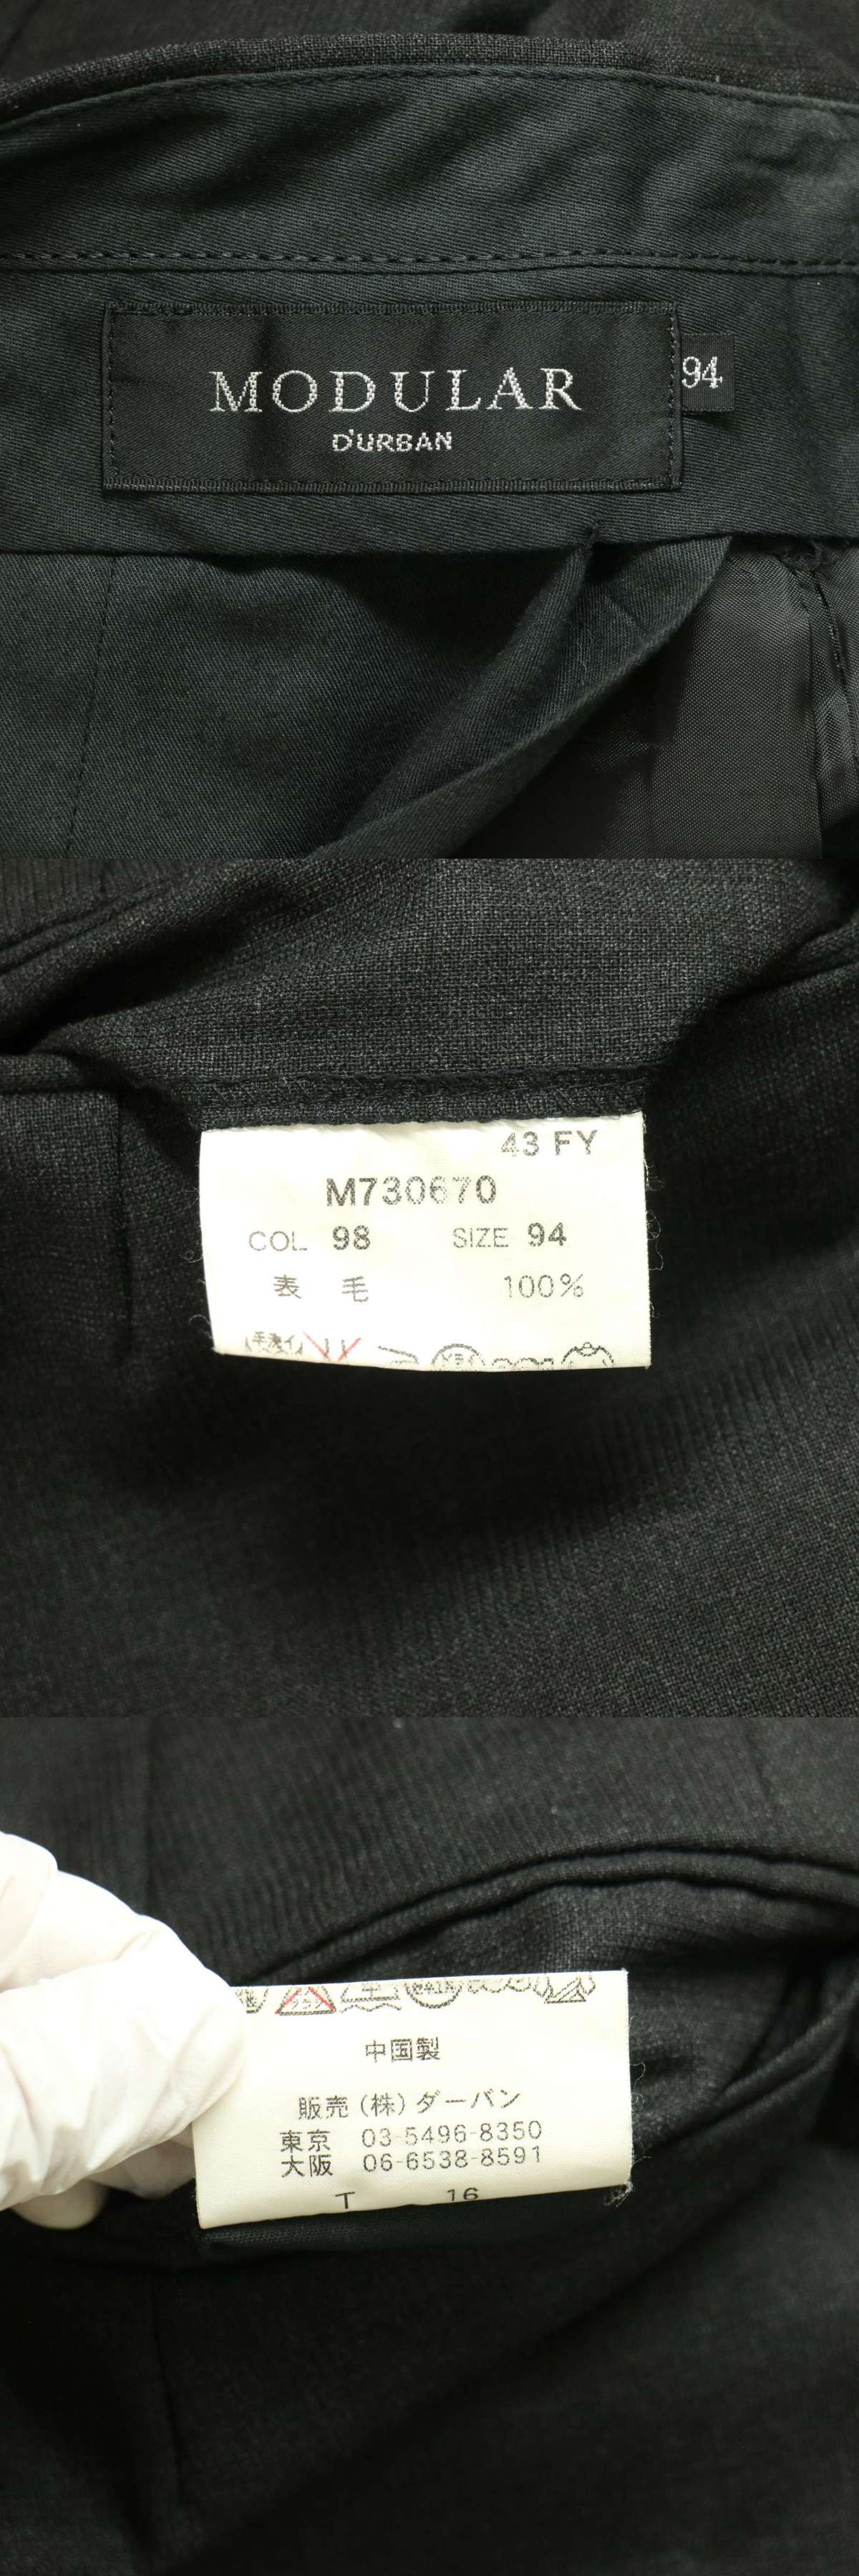 MODULAR
D'URBAN
94
43 FY
M730670
COL 98 SIZE 94
表 毛 100%
中国製
販売(株)ダーバン
東京 03-5496-8350
大阪 06-6538-8591
T 16